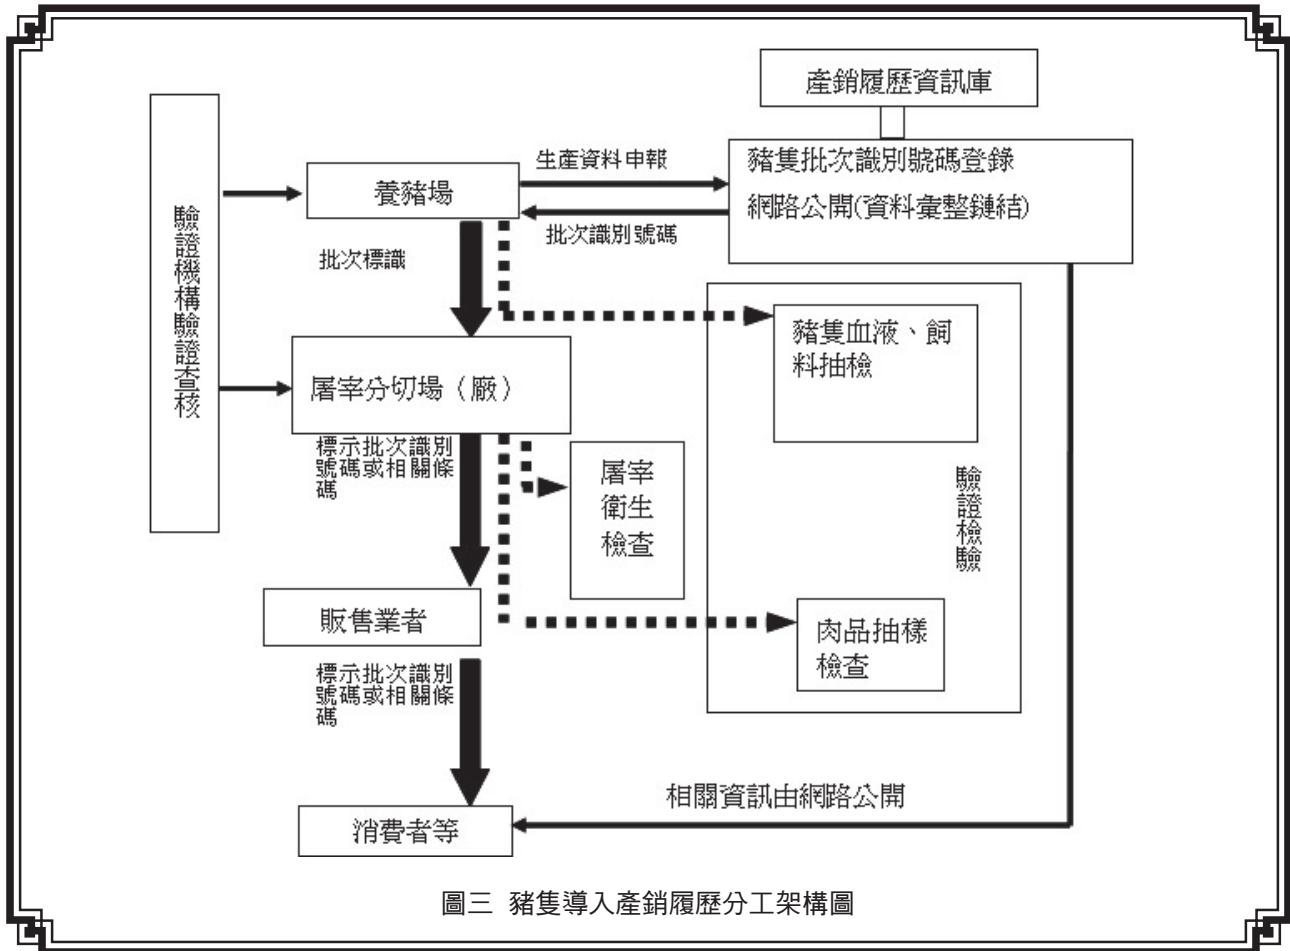 產銷履歷資訊庫
豬隻批次識別號碼登錄
網路公開(資料彙整鏈結)
生產資料申報
批次識別號碼
養豬場
驗證機構驗證查核
批次標識
豬隻血液、飼
料抽檢
屠宰分切場（廠）
標示批次識別
號碼或相關條
碼
屠宰
衛生
檢查
驗證檢驗
販售業者
肉品抽樣
檢查
標示批次識別
號碼或相關條
碼
相關資訊由網路公開
消費者等
圖三 豬隻導入產銷履歷分工架構圖